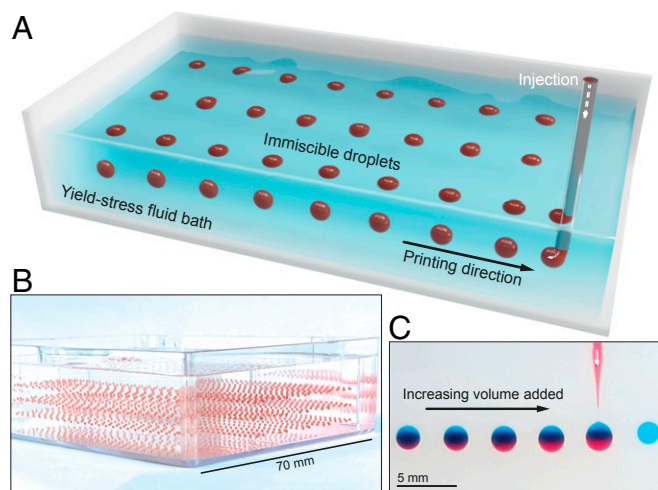 A
Injection
Immiscible droplets
Yield-stress fluid bath
Printing direction
B
70 mm
C
Increasing volume added
5 mm